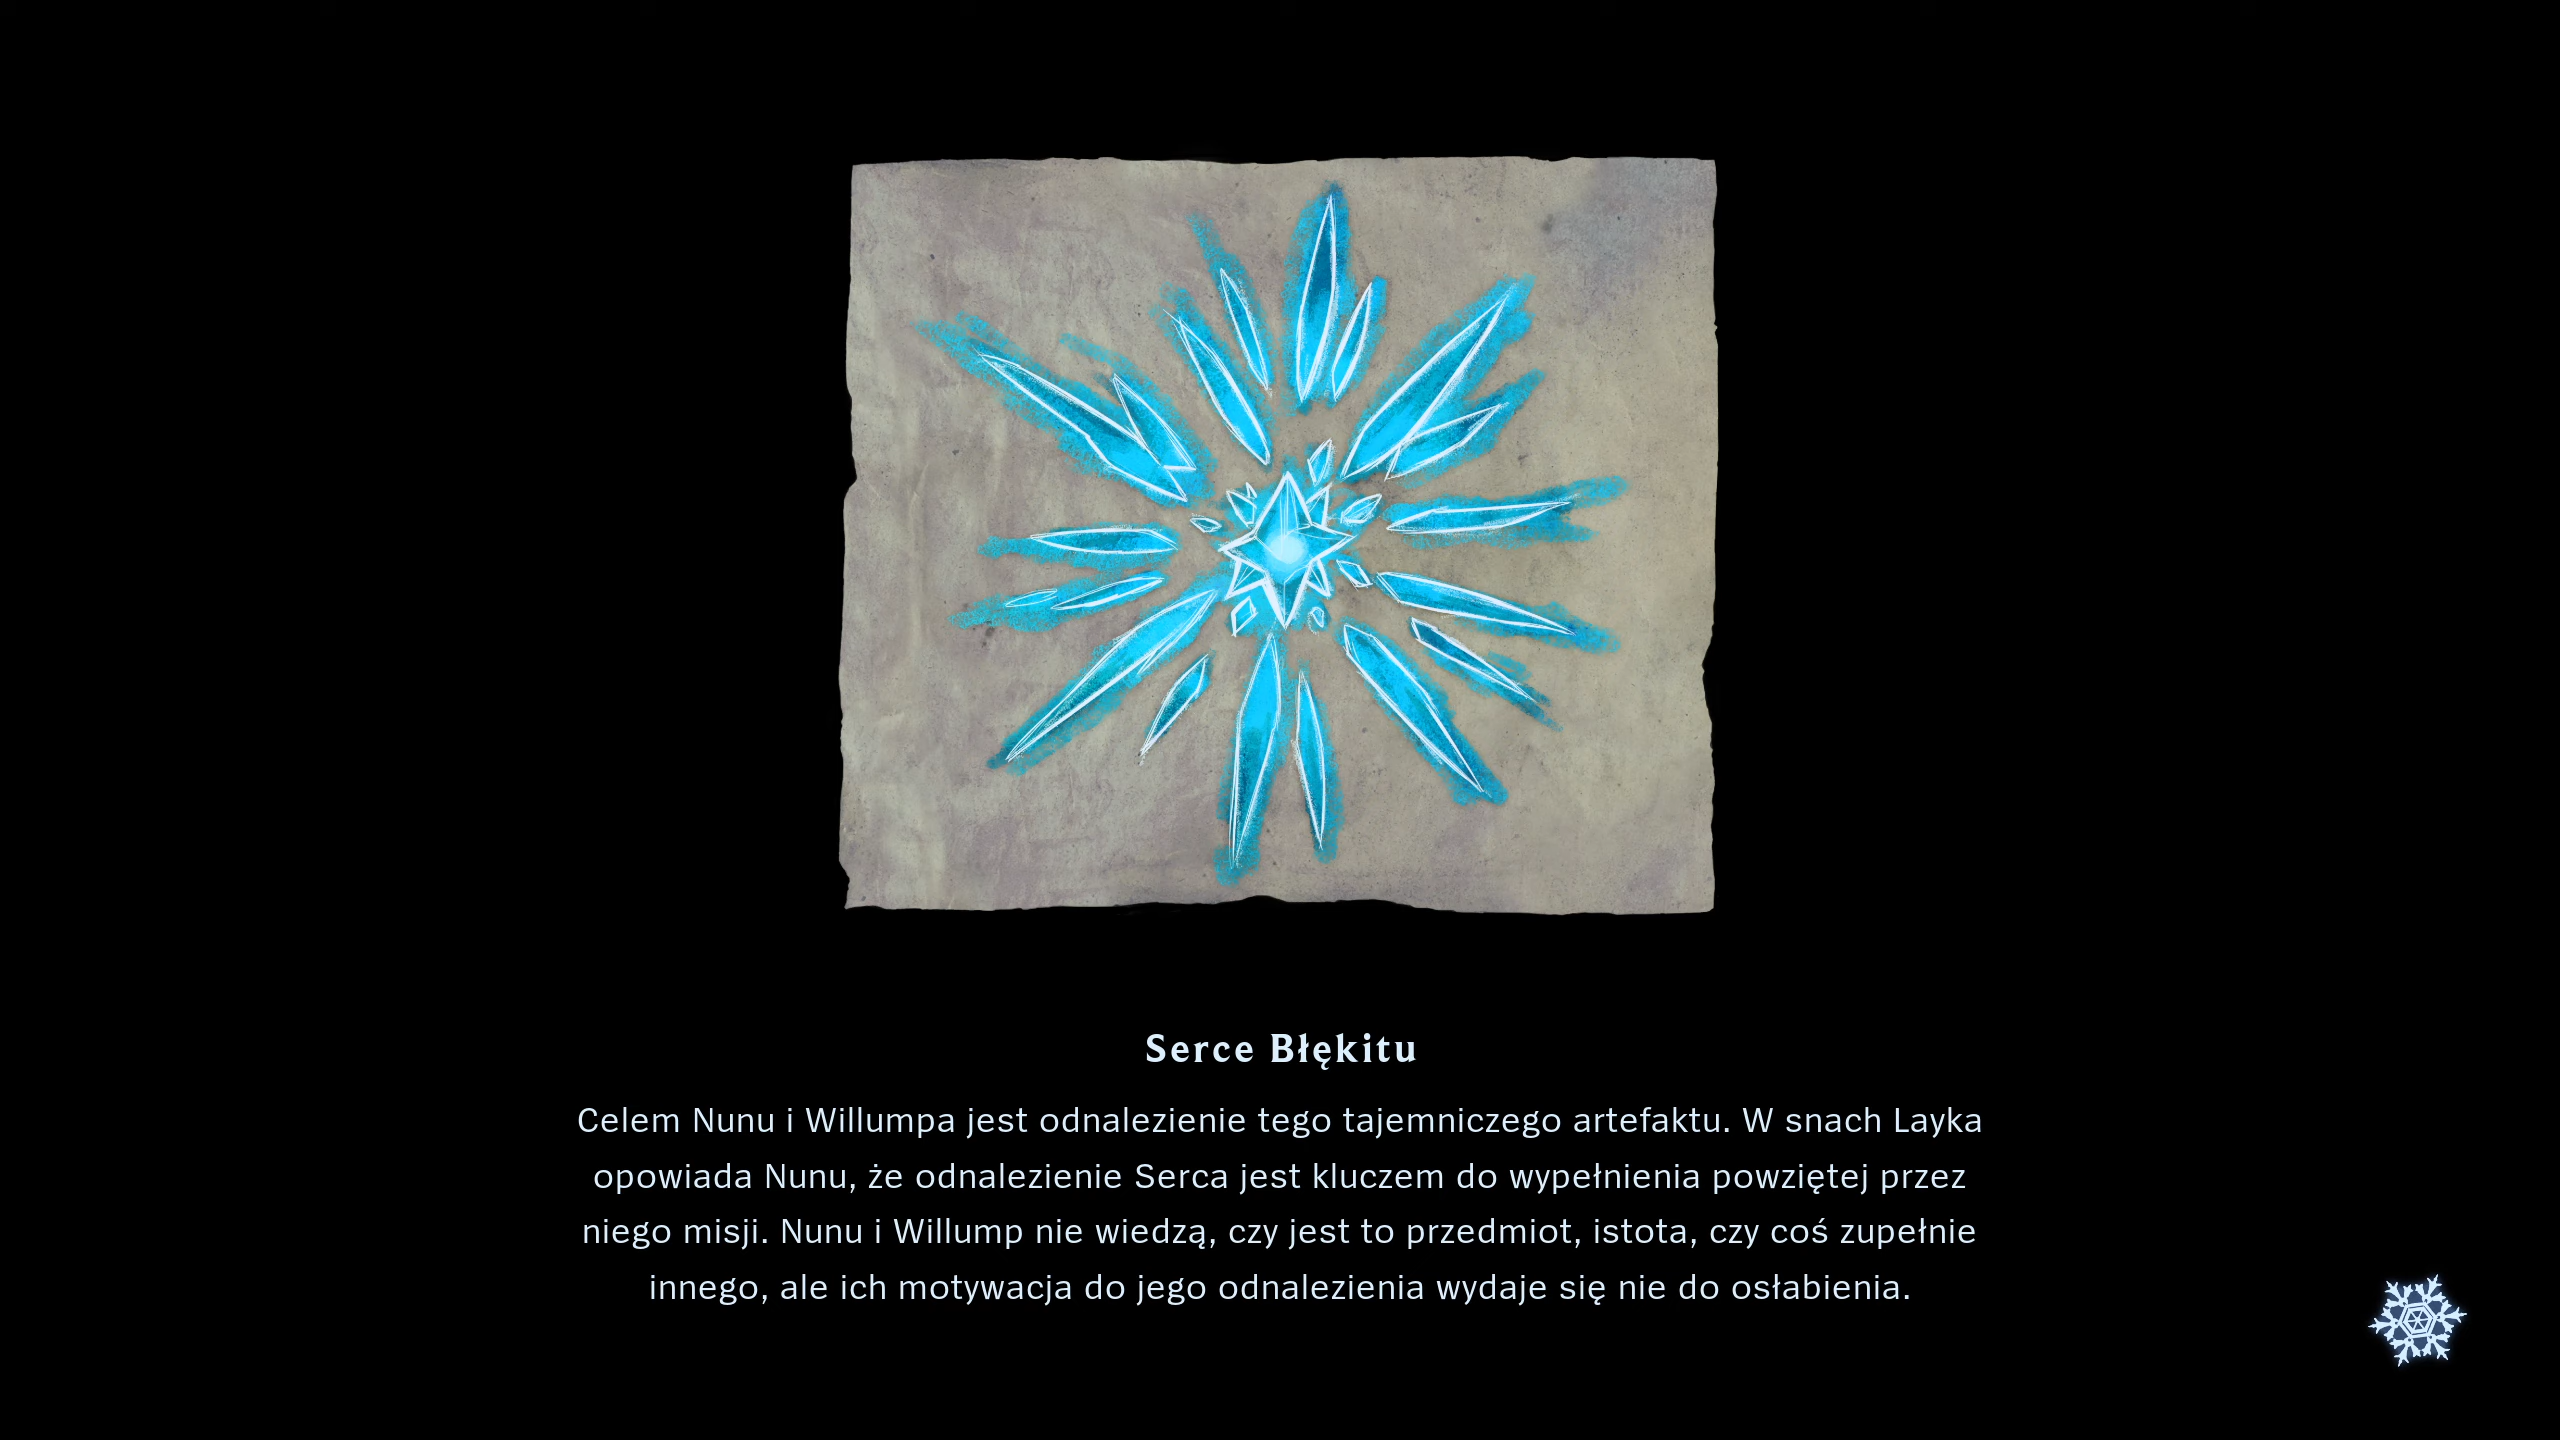 Serce Błękitu
Celem Nunu i Willumpa jest odnalezienie tego tajemniczego artefaktu. W snach Layka
opowiada Nunu, że odnalezienie Serca jest kluczem do wypełnienia powziętej przez
niego misji. Nunu i Willump nie wiedzą, czy jest to przedmiot, istota, czy coś zupełnie
innego, ale ich motywacja do jego odnalezienia wydaje się nie do osłabienia.